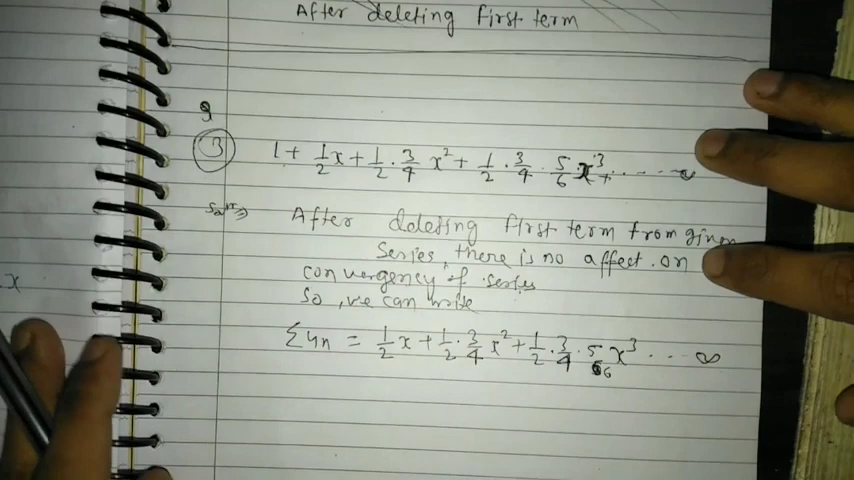 After deleting first term
9
3 1 + 1/2 x + 1/2 · 3/4 x² + 1/2 · 3/4 · 5/6 x³ + · · · · ∞
After deleting first term from given
series, there is no affect on
convergency of series
So, we can write
Σun = 1/2 x + 1/2 · 3/4 x² + 1/2 · 3/4 · 5/6 x³ · · · ∞
x